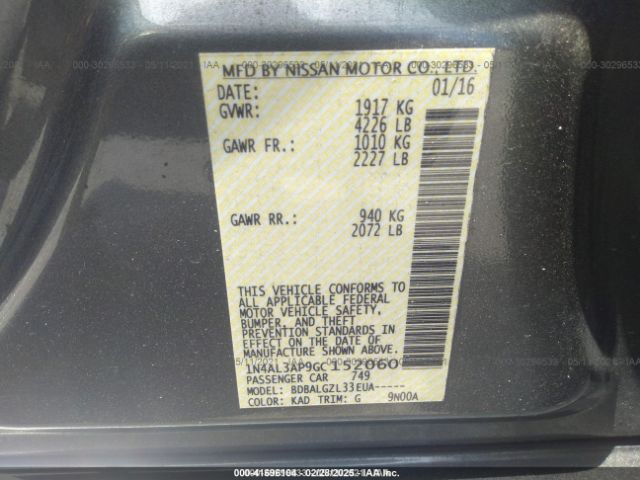 MFD BY NISSAN MOTOR CO., LTD.
DATE: 01/16
GVWR: 1917 KG
4226 LB
GAWR FR.: 1010 KG
2227 LB
GAWR RR.: 940 KG
2072 LB
THIS VEHICLE CONFORMS TO
ALL APPLICABLE FEDERAL
MOTOR VEHICLE SAFETY,
BUMPER, AND THEFT
PREVENTION STANDARDS IN
EFFECT ON THE DATE OF
MANUFACTURE SHOWN ABOVE.
1N4AL3AP9GC152060
PASSENGER CAR 749
MODEL: BDBALGZL33EUA-----
COLOR: KAD TRIM: G 9N00A
000-41696104 02/28/2025 IAA Inc.